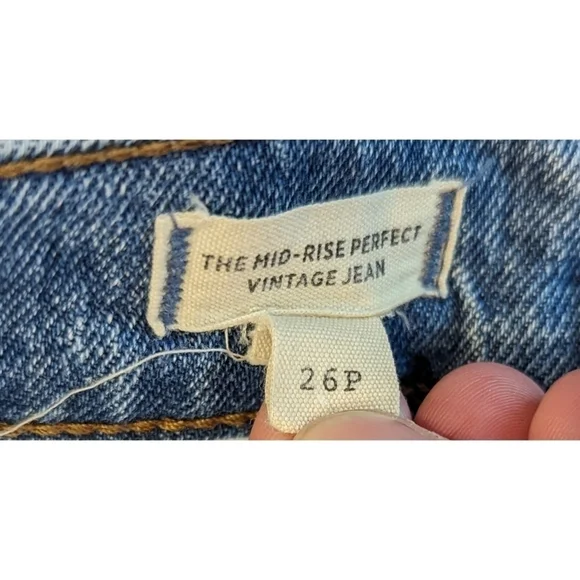 THE MID-RISE PERFECT
VINTAGE JEAN
26P